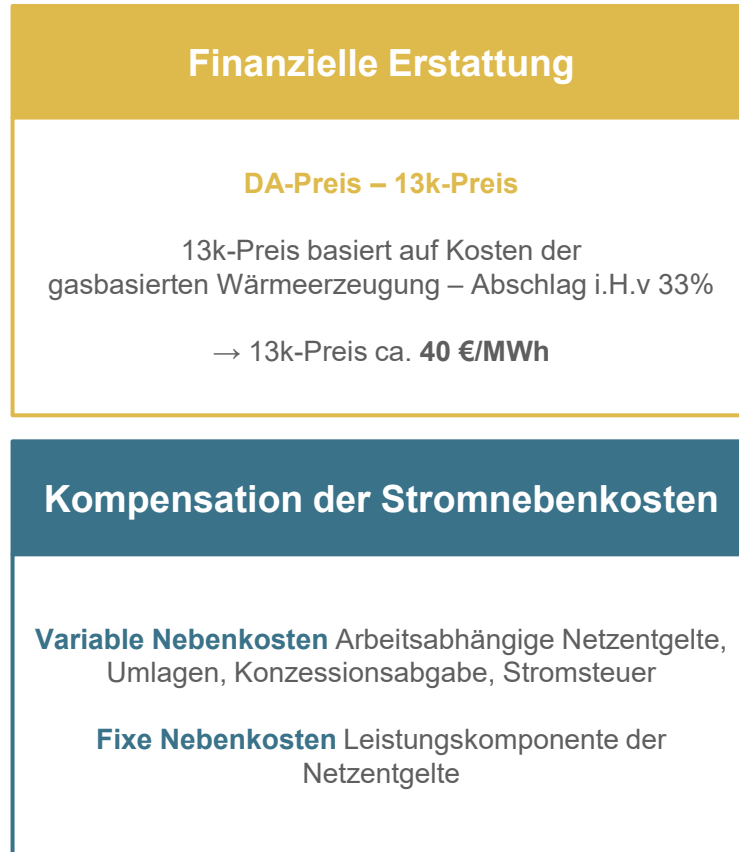 Finanzielle Erstattung
DA-Preis – 13k-Preis
13k-Preis basiert auf Kosten der
gasbasierten Wärmeerzeugung – Abschlag i.H.v 33%
→ 13k-Preis ca. 40 €/MWh
Kompensation der Stromnebenkosten
Variable Nebenkosten Arbeitsabhängige Netzentgelte,
Umlagen, Konzessionsabgabe, Stromsteuer
Fixe Nebenkosten Leistungskomponente der
Netzentgelte